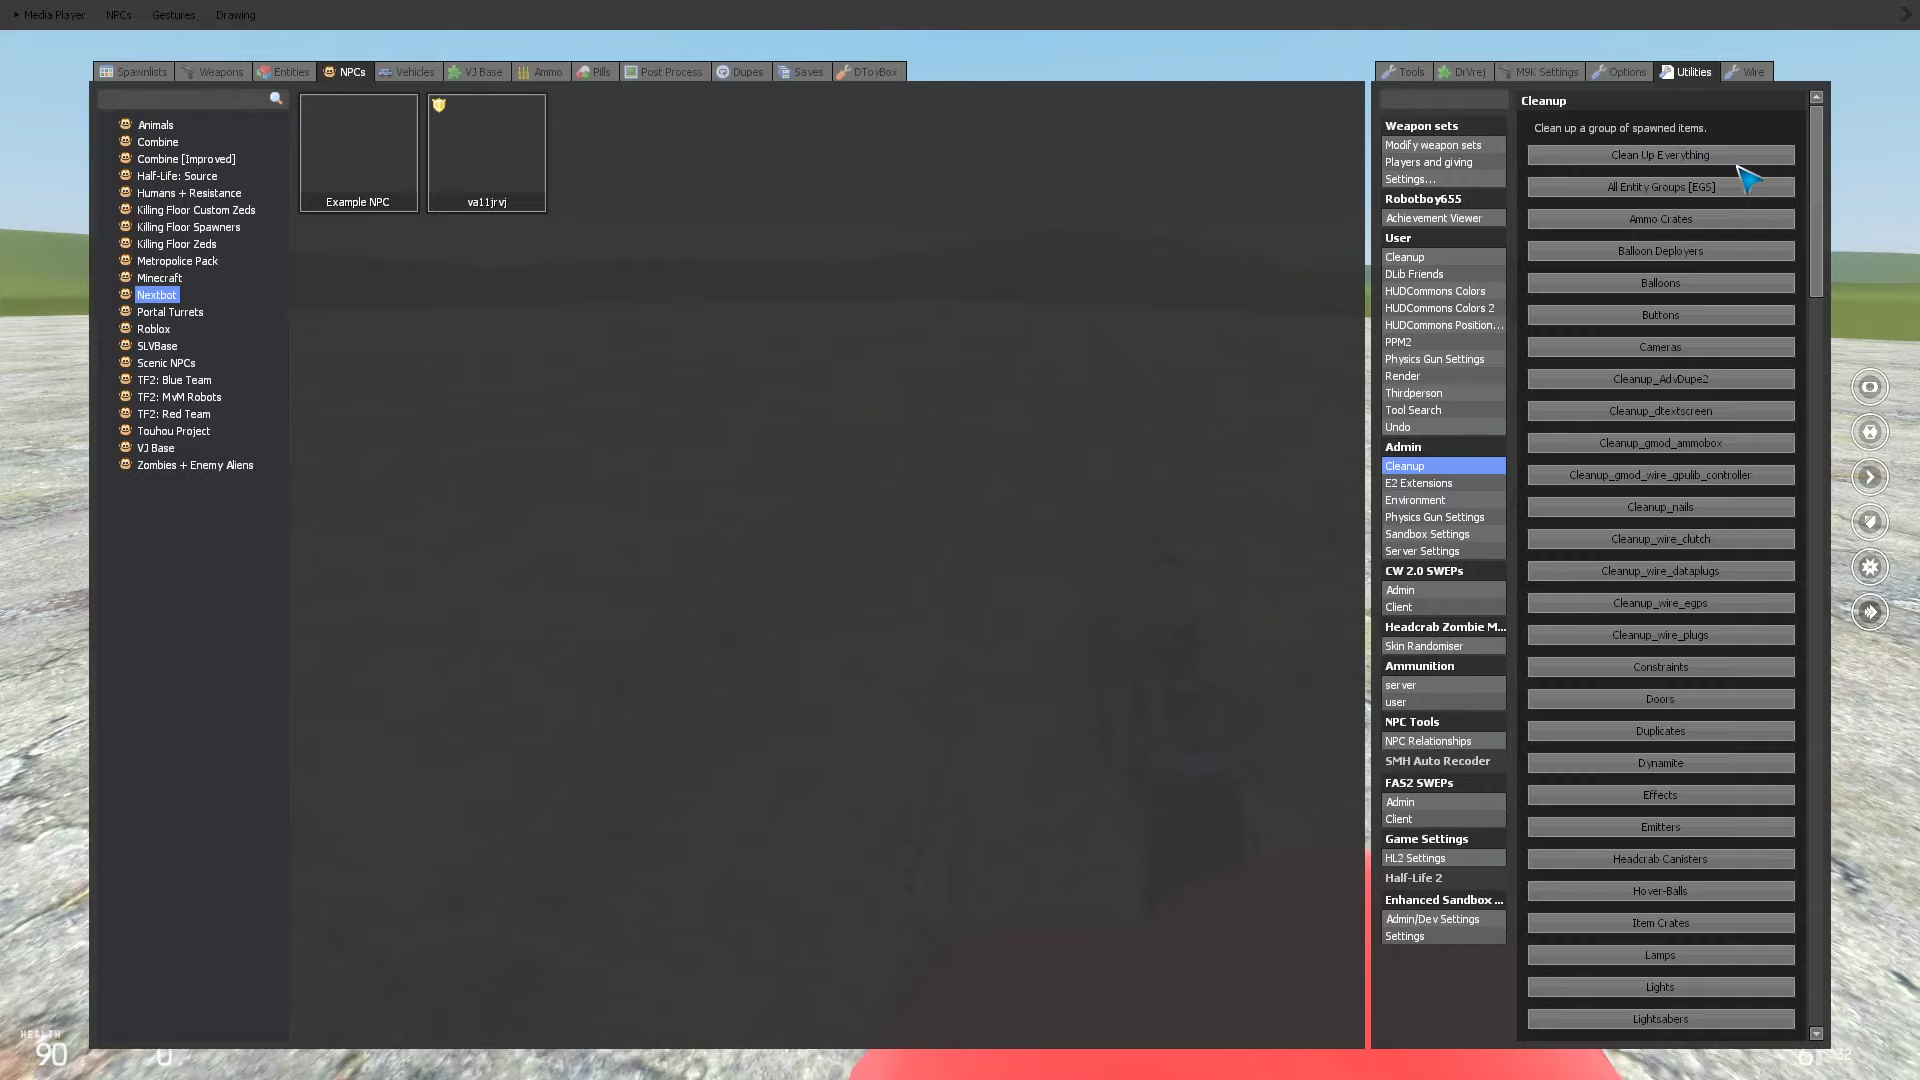 Media Player NPCs Gestures Drawing
Spawnlists Weapons Entities NPCs Vehicles VJ Base Ammo Pills Post Process Dupes Saves DToyBox
Animals
Combine
Combine [Improved]
Half-Life: Source
Humans + Resistance
Killing Floor Custom Zeds
Killing Floor Spawners
Killing Floor Zeds
Metropolice Pack
Minecraft
Nextbot
Portal Turrets
Roblox
SLVBase
Scenic NPCs
TF2: Blue Team
TF2: MvM Robots
TF2: Red Team
Touhou Project
VJ Base
Zombies + Enemy Aliens
Example NPC
va11jrvj
Tools DrVrej M9K Settings Options Utilities Wire
Weapon sets
Modify weapon sets
Players and giving
Settings...
Robotboy655
Achievement Viewer
User
Cleanup
DLib Friends
HUDCommons Colors
HUDCommons Colors 2
HUDCommons Position...
PPM2
Physics Gun Settings
Render
Thirdperson
Tool Search
Undo
Admin
Cleanup
E2 Extensions
Environment
Physics Gun Settings
Sandbox Settings
Server Settings
CW 2.0 SWEPs
Admin
Client
Headcrab Zombie M...
Skin Randomiser
Ammunition
server
user
NPC Tools
NPC Relationships
SMH Auto Recoder
FAS2 SWEPs
Admin
Client
Game Settings
HL2 Settings
Half-Life 2
Enhanced Sandbox ...
Admin/Dev Settings
Settings
Cleanup
Clean up a group of spawned items.
Clean Up Everything
All Entity Groups [EGS]
Ammo Crates
Balloon Deployers
Balloons
Buttons
Cameras
Cleanup_AdvDupe2
Cleanup_dtextscreen
Cleanup_gmod_ammobox
Cleanup_gmod_wire_gpulib_controller
Cleanup_nails
Cleanup_wire_clutch
Cleanup_wire_dataplugs
Cleanup_wire_egps
Cleanup_wire_plugs
Constraints
Doors
Duplicates
Dynamite
Effects
Emitters
Headcrab Canisters
Hover-Balls
Item Crates
Lamps
Lights
Lightsabers
HEALTH
90
0
6 32